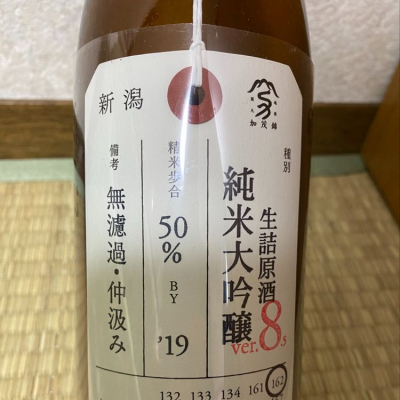 加茂錦
種別
生詰原酒
純米大吟醸
ver.8.5
精米歩合
50%
BY
'19
新潟
備考
無濾過・仲汲み
132 133 134 161 162